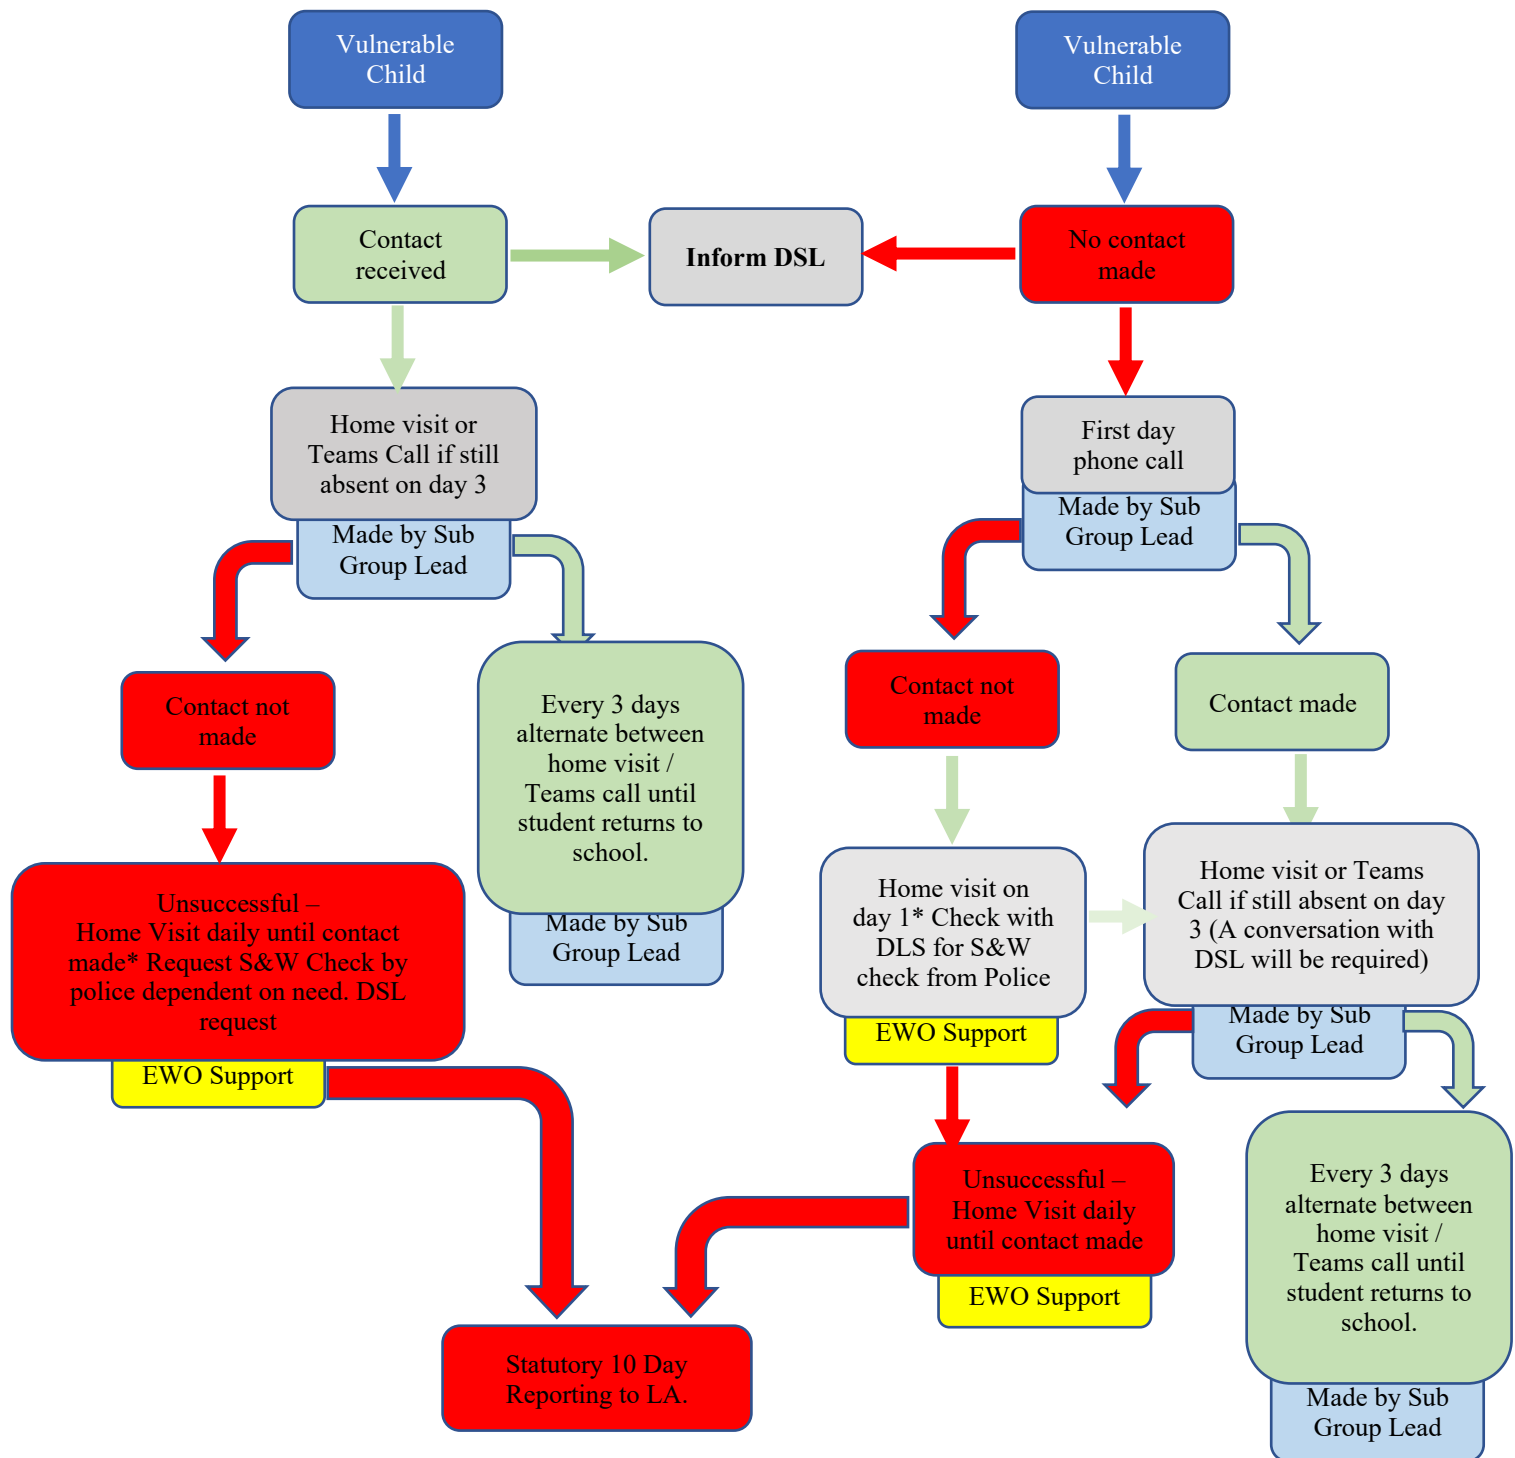 Vulnerable
Child
Vulnerable
Child
Contact
received
Inform DSL
No contact
made
Home visit or
Teams Call if still
absent on day 3
Made by Sub
Group Lead
First day
phone call
Made by Sub
Group Lead
Contact not
made
Every 3 days
alternate between
home visit /
Teams call until
student returns to
school.
Made by Sub
Group Lead
Contact not
made
Contact made
Unsuccessful –
Home Visit daily until contact
made* Request S&W Check by
police dependent on need. DSL
request
EWO Support
Home visit on
day 1* Check with
DLS for S&W
check from Police
EWO Support
Home visit or Teams
Call if still absent on day
3 (A conversation with
DSL will be required)
Made by Sub
Group Lead
Unsuccessful –
Home Visit daily
until contact made
EWO Support
Every 3 days
alternate between
home visit /
Teams call until
student returns to
school.
Made by Sub
Group Lead
Statutory 10 Day
Reporting to LA.